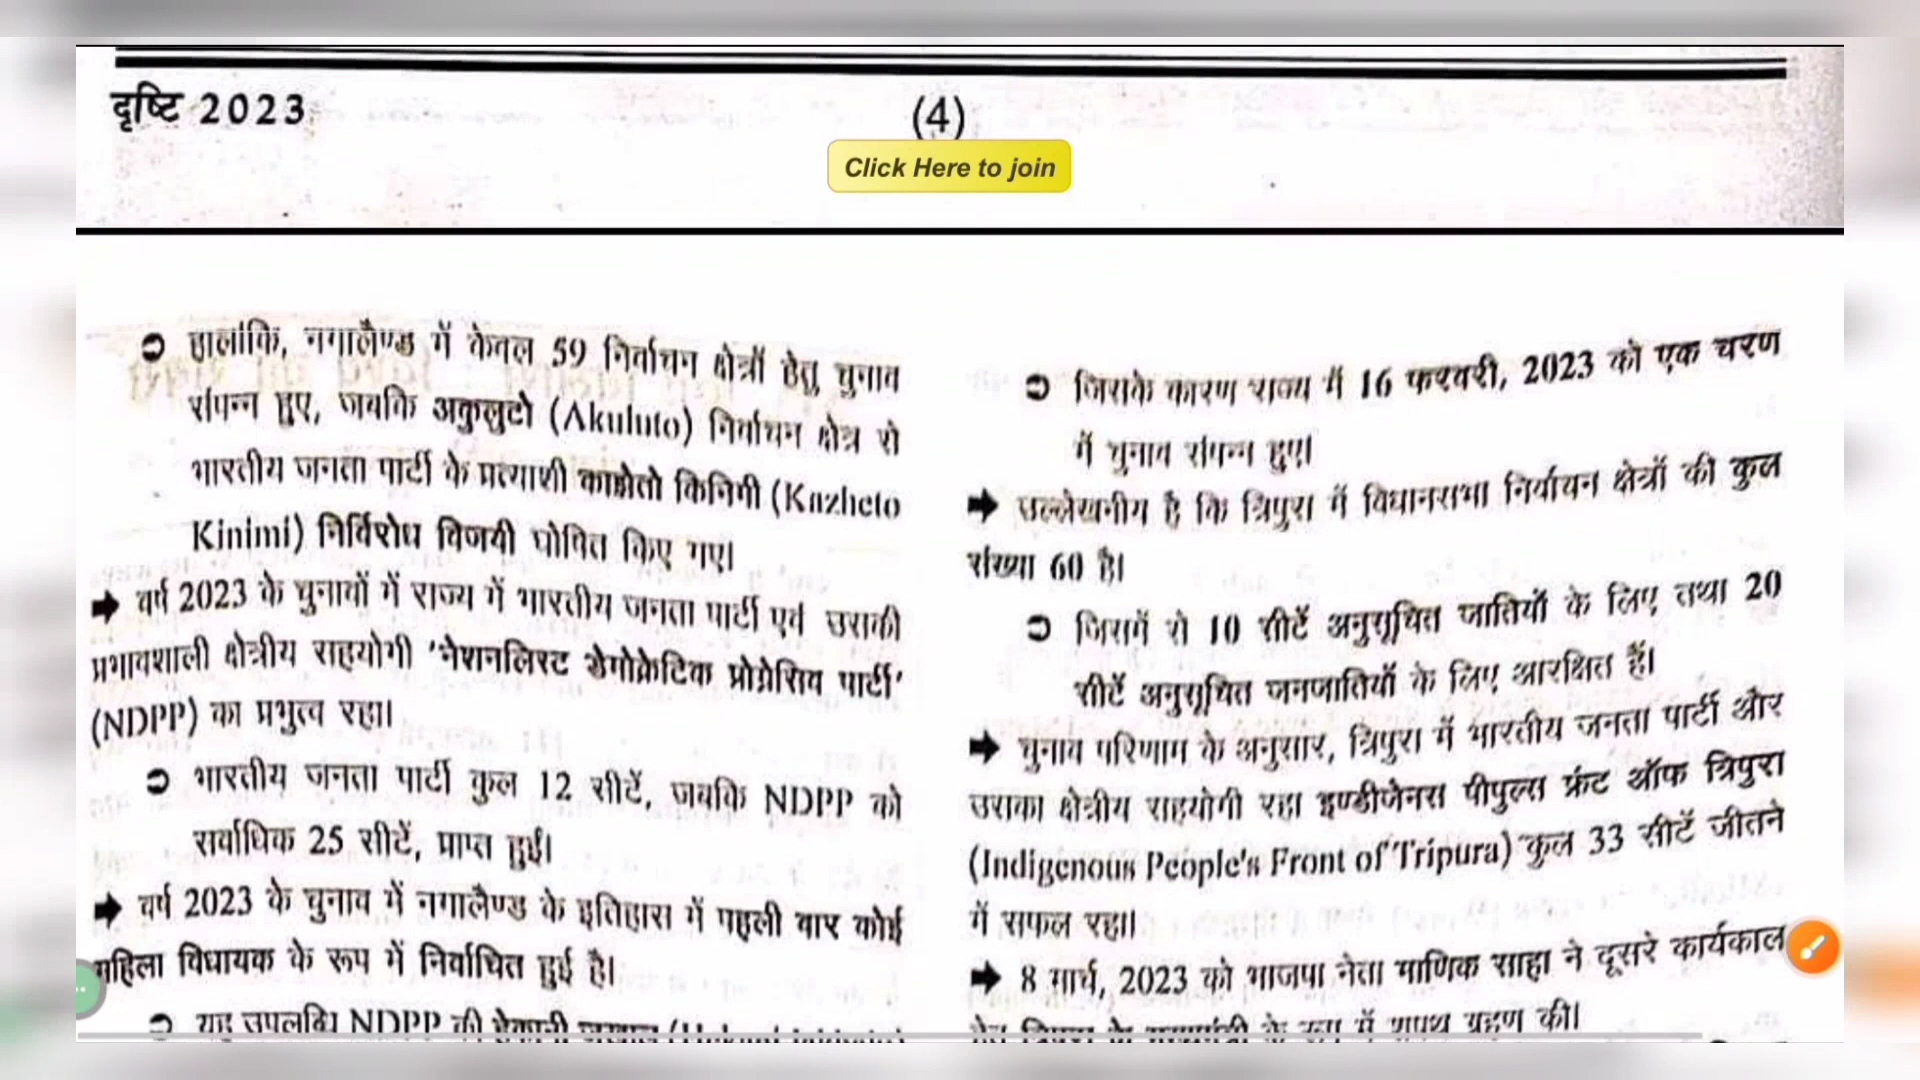 दृष्टि 2023
(4)
Click Here to join
➲ हालांकि, नगालैण्ड में केवल 59 निर्वाचन क्षेत्रों हेतु चुनाव
संपन्न हुए, जबकि अकुलुटो (Akuluto) निर्वाचन क्षेत्र से
भारतीय जनता पार्टी के प्रत्याशी काझेतो किनिमी (Kazheto
Kinimi) निर्विरोध विजयी घोषित किए गए।
➡ वर्ष 2023 के चुनावों में राज्य में भारतीय जनता पार्टी एवं उसकी
प्रभावशाली क्षेत्रीय सहयोगी ‘नेशनलिस्ट डेमोक्रेटिक प्रोग्रेसिव पार्टी’
(NDPP) का प्रभुत्व रहा।
➲ भारतीय जनता पार्टी कुल 12 सीटें, जबकि NDPP को
सर्वाधिक 25 सीटें, प्राप्त हुईं।
➡ वर्ष 2023 के चुनाव में नगालैण्ड के इतिहास में पहली बार कोई
महिला विधायक के रूप में निर्वाचित हुई है।
➲ यह उपलब्धि NDPP की
➲ जिसके कारण राज्य में 16 फरवरी, 2023 को एक चरण
में चुनाव संपन्न हुए।
➡ उल्लेखनीय है कि त्रिपुरा में विधानसभा निर्वाचन क्षेत्रों की कुल
संख्या 60 है।
➲ जिसमें से 10 सीटें अनुसूचित जातियों के लिए तथा 20
सीटें अनुसूचित जनजातियों के लिए आरक्षित हैं।
➡ चुनाव परिणाम के अनुसार, त्रिपुरा में भारतीय जनता पार्टी और
उसका क्षेत्रीय सहयोगी रहा इण्डीजेनस पीपुल्स फ्रंट ऑफ त्रिपुरा
(Indigenous People's Front of Tripura) कुल 33 सीटें जीतने
में सफल रहा।
➡ 8 मार्च, 2023 को भाजपा नेता माणिक साहा ने दूसरे कार्यकाल
के रूप में शपथ ग्रहण की।